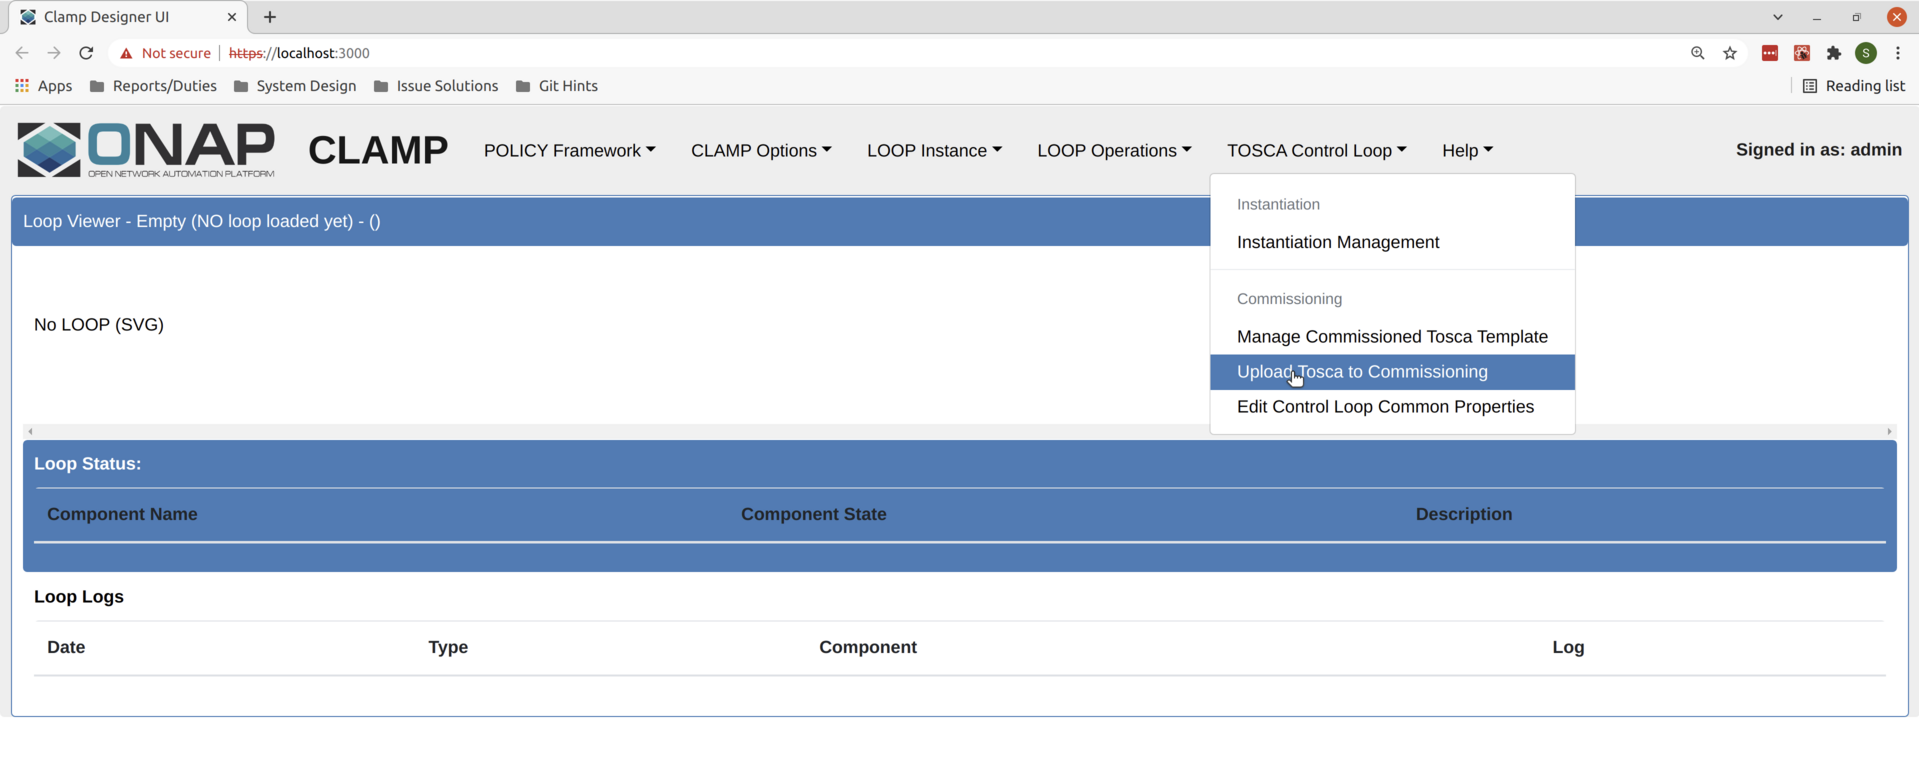 Clamp Designer UI
Not secure https://localhost:3000
S
Apps Reports/Duties System Design Issue Solutions Git Hints Reading list
ONAP
OPEN NETWORK AUTOMATION PLATFORM
CLAMP POLICY Framework CLAMP Options LOOP Instance LOOP Operations TOSCA Control Loop Help Signed in as: admin
Loop Viewer - Empty (NO loop loaded yet) - ()
Instantiation
Instantiation Management
Commissioning
Manage Commissioned Tosca Template
Upload Tosca to Commissioning
Edit Control Loop Common Properties
No LOOP (SVG)
Loop Status:
Component Name Component State Description
Loop Logs
Date Type Component Log